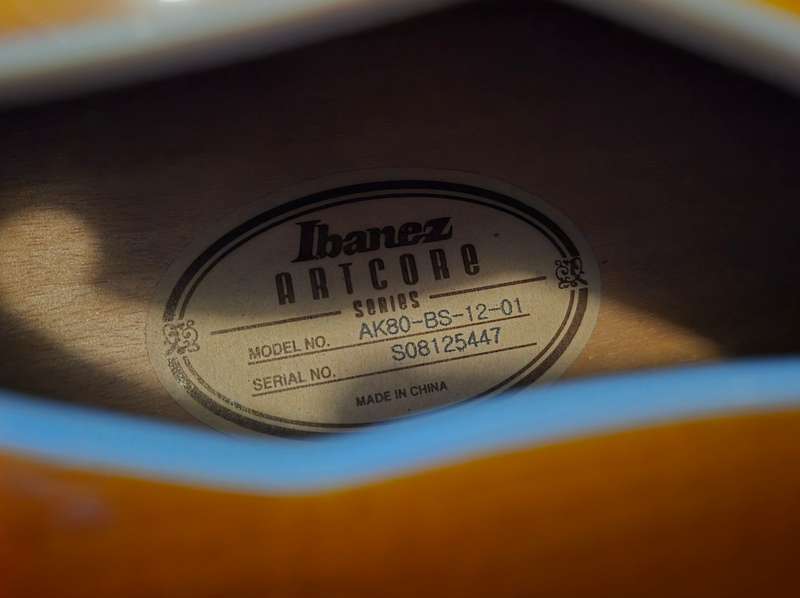 Ibanez
ARTCORE
series
MODEL NO. AK80-BS-12-01
SERIAL NO. S08125447
MADE IN CHINA